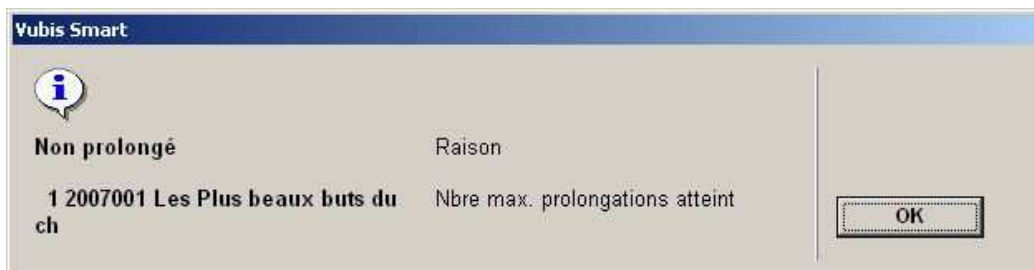 Vubis Smart
i
Non prolongé Raison
1 2007001 Les Plus beaux buts du Nbre max. prolongations atteint
ch
OK